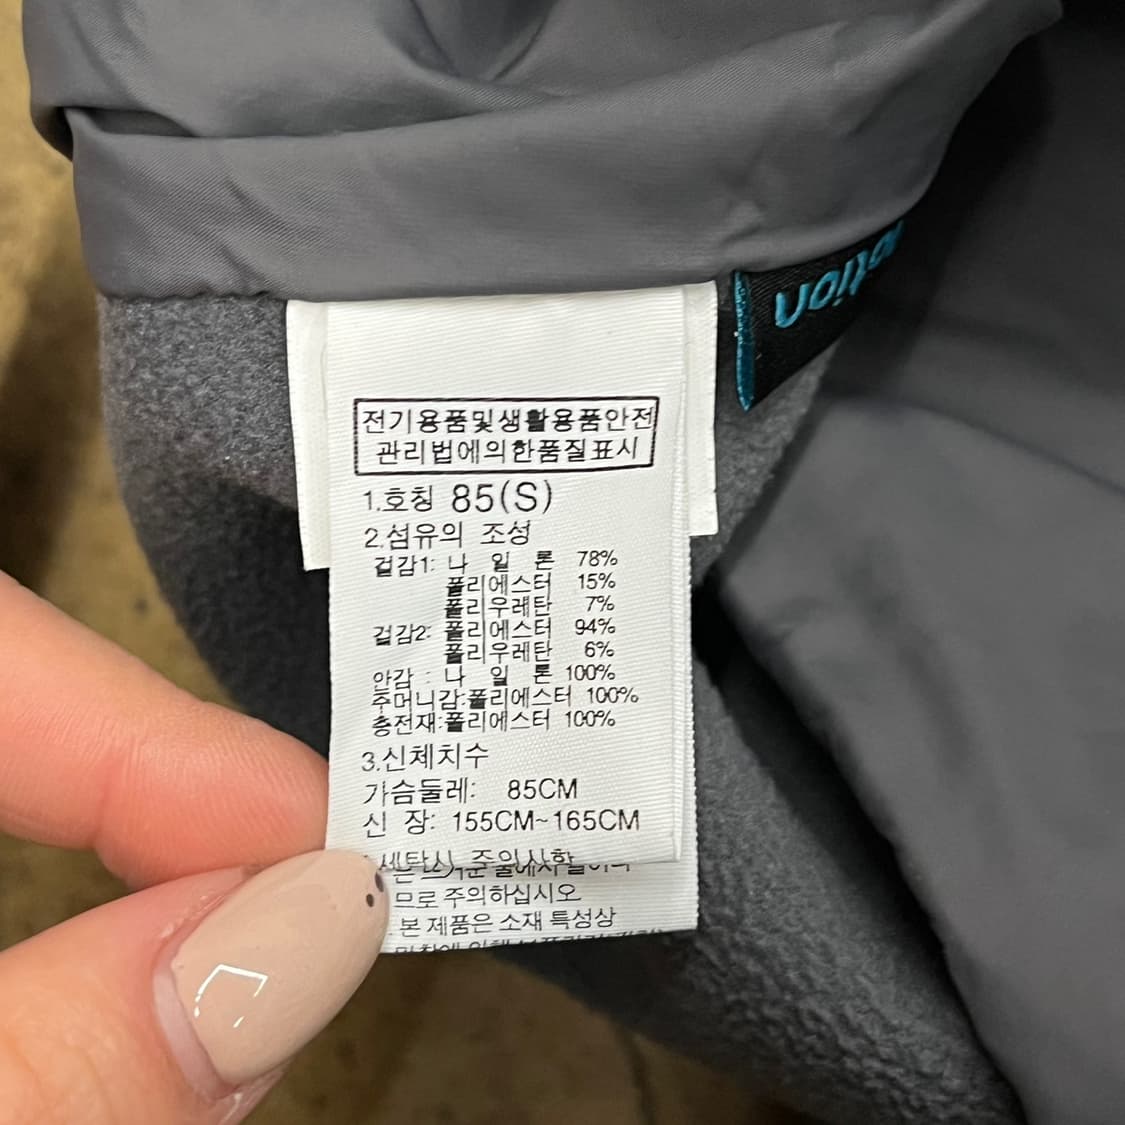 전기용품및생활용품안전
관리법에의한품질표시
1.호칭 85(S)
2.섬유의 조성
겉감1: 나 일 론 78%
폴리에스터 15%
폴리우레탄 7%
겉감2: 폴리에스터 94%
폴리우레탄 6%
안감 : 나 일 론 100%
주머니감:폴리에스터 100%
충전재:폴리에스터 100%
3.신체치수
가슴둘레: 85CM
신 장: 155CM~165CM
세탁시 주의사항
므로 주의하십시오
본 제품은 소재 특성상